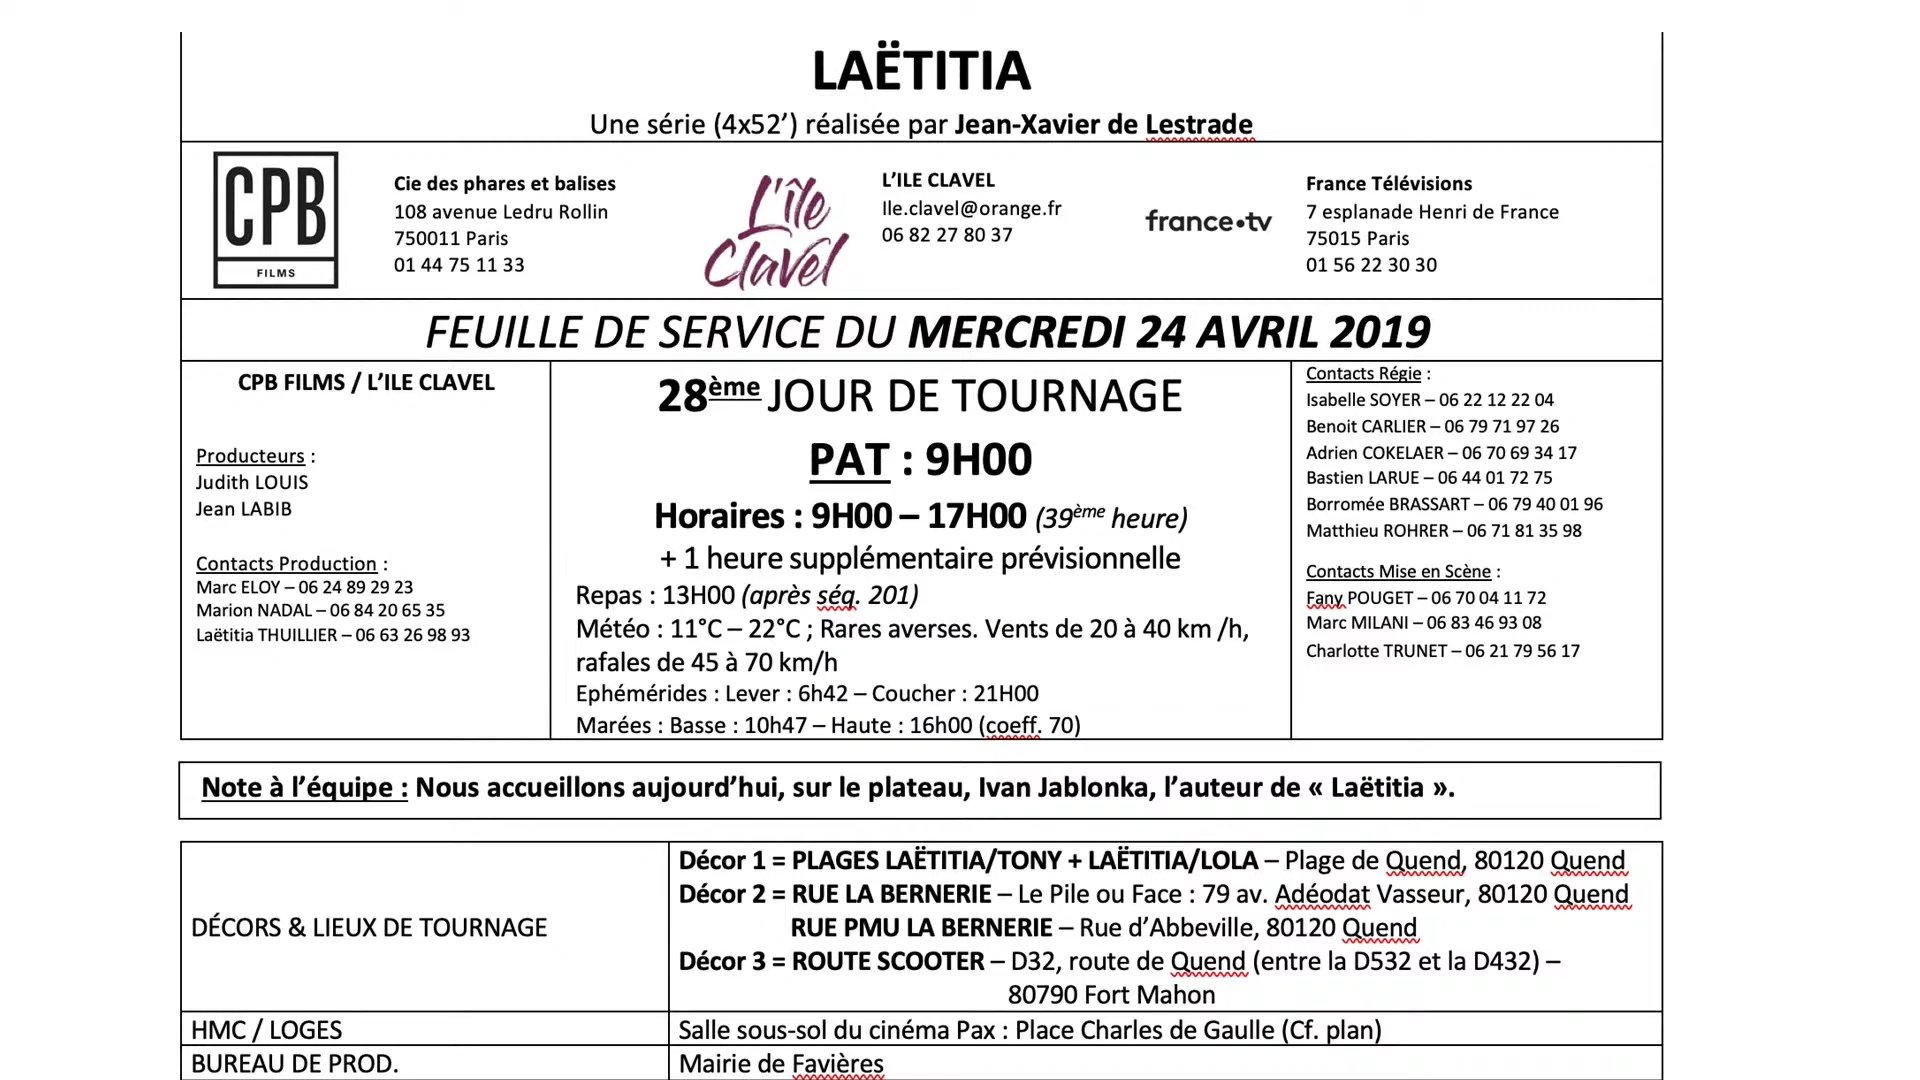 LAËTITIA
Une série (4x52’) réalisée par Jean-Xavier de Lestrade
CPB
FILMS
Cie des phares et balises
108 avenue Ledru Rollin
750011 Paris
01 44 75 11 33
L'île
Clavel
L’ILE CLAVEL
Ile.clavel@orange.fr
06 82 27 80 37
france•tv
France Télévisions
7 esplanade Henri de France
75015 Paris
01 56 22 30 30
FEUILLE DE SERVICE DU MERCREDI 24 AVRIL 2019
CPB FILMS / L’ILE CLAVEL
Producteurs :
Judith LOUIS
Jean LABIB
Contacts Production :
Marc ELOY – 06 24 89 29 23
Marion NADAL – 06 84 20 65 35
Laëtitia THUILLIER – 06 63 26 98 93
28ème JOUR DE TOURNAGE
PAT : 9H00
Horaires : 9H00 – 17H00 (39ème heure)
+ 1 heure supplémentaire prévisionnelle
Repas : 13H00 (après séq. 201)
Météo : 11°C – 22°C ; Rares averses. Vents de 20 à 40 km /h,
rafales de 45 à 70 km/h
Ephémérides : Lever : 6h42 – Coucher : 21H00
Marées : Basse : 10h47 – Haute : 16h00 (coeff. 70)
Contacts Régie :
Isabelle SOYER – 06 22 12 22 04
Benoit CARLIER – 06 79 71 97 26
Adrien COKELAER – 06 70 69 34 17
Bastien LARUE – 06 44 01 72 75
Borromée BRASSART – 06 79 40 01 96
Matthieu ROHRER – 06 71 81 35 98
Contacts Mise en Scène :
Fany POUGET – 06 70 04 11 72
Marc MILANI – 06 83 46 93 08
Charlotte TRUNET – 06 21 79 56 17
Note à l’équipe : Nous accueillons aujourd’hui, sur le plateau, Ivan Jablonka, l’auteur de « Laëtitia ».
DÉCORS & LIEUX DE TOURNAGE
Décor 1 = PLAGES LAËTITIA/TONY + LAËTITIA/LOLA – Plage de Quend, 80120 Quend
Décor 2 = RUE LA BERNERIE – Le Pile ou Face : 79 av. Adéodat Vasseur, 80120 Quend
RUE PMU LA BERNERIE – Rue d’Abbeville, 80120 Quend
Décor 3 = ROUTE SCOOTER – D32, route de Quend (entre la D532 et la D432) –
80790 Fort Mahon
HMC / LOGES
Salle sous-sol du cinéma Pax : Place Charles de Gaulle (Cf. plan)
BUREAU DE PROD.
Mairie de Favières